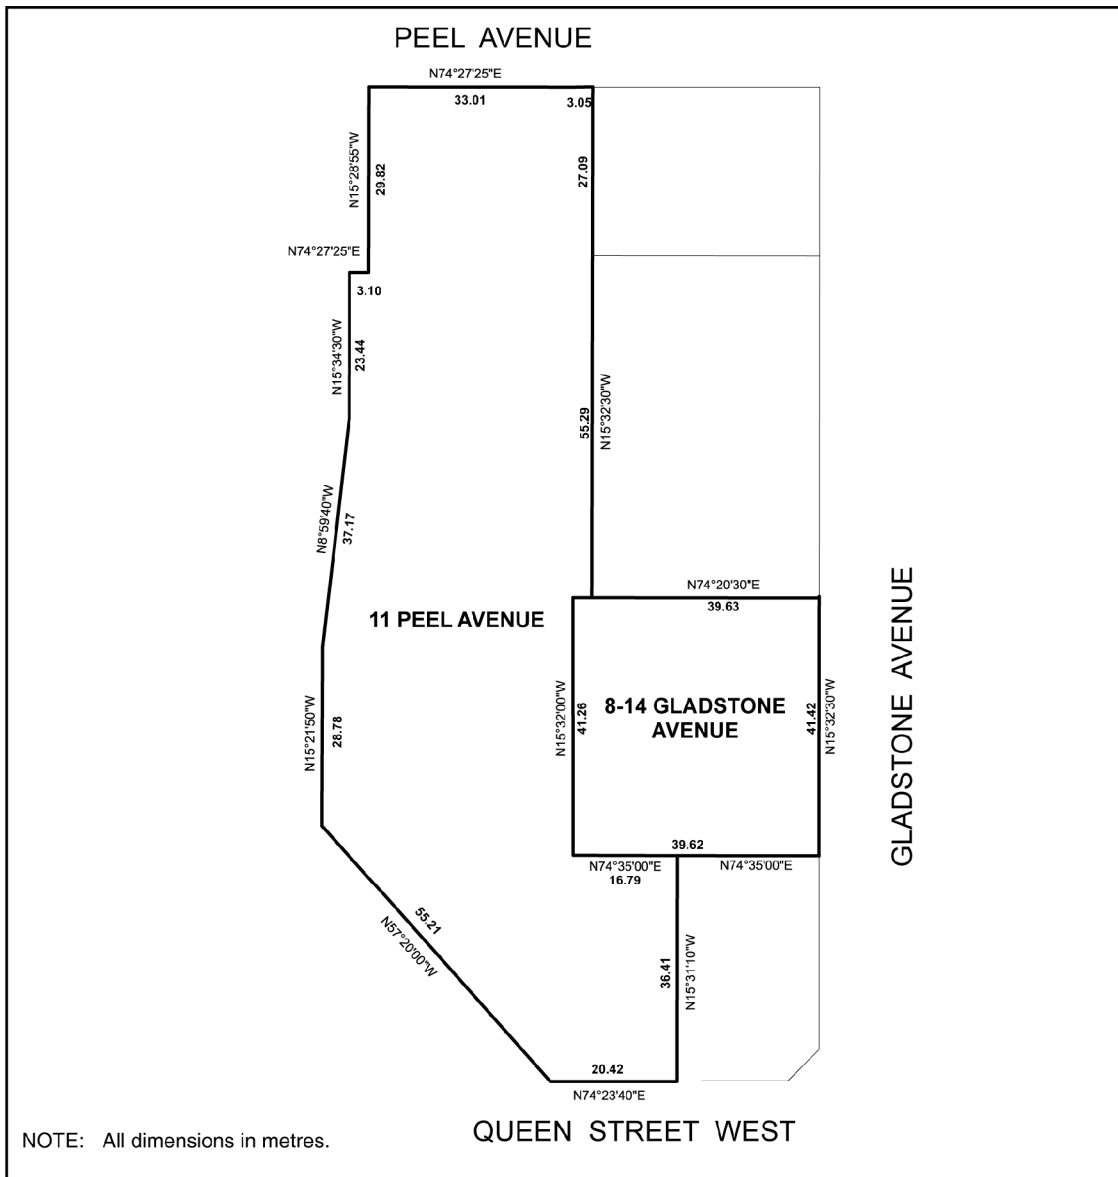 PEEL AVENUE
N74°27'25"E
33.01
3.05
N15°28'55"W
29.82
27.09
N74°27'25"E
3.10
N15°34'30"W
23.44
55.29
N15°32'30"W
N8°59'40"W
37.17
N74°20'30"E
39.63
11 PEEL AVENUE
GLADSTONE AVENUE
N15°21'50"W
28.78
N15°32'00"W
41.26
8-14 GLADSTONE
AVENUE
41.42
N15°32'30"W
39.62
N74°35'00"E
N74°35'00"E
16.79
55.21
N57°20'00"W
36.41
N15°31'10"W
20.42
N74°23'40"E
QUEEN STREET WEST
NOTE: All dimensions in metres.